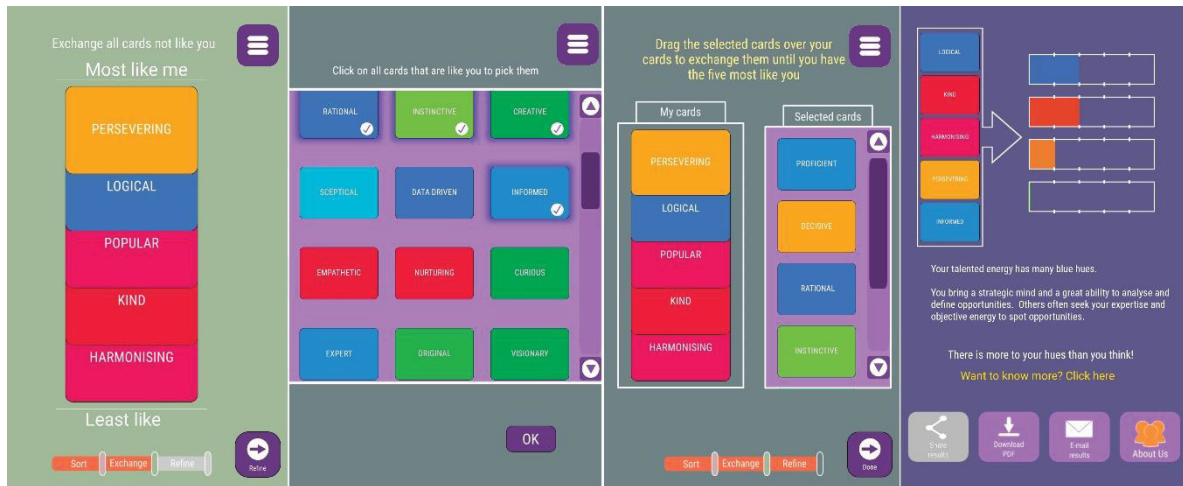 Exchange all cards not like you
Most like me
PERSEVERING
LOGICAL
POPULAR
KIND
HARMONISING
Least like
Sort
Exchange
Refine
Refine
Click on all cards that are like you to pick them
RATIONAL
INSTINCTIVE
CREATIVE
SCEPTICAL
DATA DRIVEN
INFORMED
EMPATHETIC
NURTURING
CURIOUS
EXPERT
ORIGINAL
VISIONARY
OK
Drag the selected cards over your
cards to exchange them until you have
the five most like you
My cards
Selected cards
PERSEVERING
LOGICAL
POPULAR
KIND
HARMONISING
PROFICIENT
DECISIVE
RATIONAL
INSTINCTIVE
Sort
Exchange
Refine
Done
LOGICAL
KIND
HARMONISING
PERSEVERING
INFORMED
Your talented energy has many blue hues.
You bring a strategic mind and a great ability to analyse and
define opportunities. Others often seek your expertise and
objective energy to spot opportunities.
There is more to your hues than you think!
Want to know more? Click here
Share
results
Download
PDF
E-mail
results
About Us